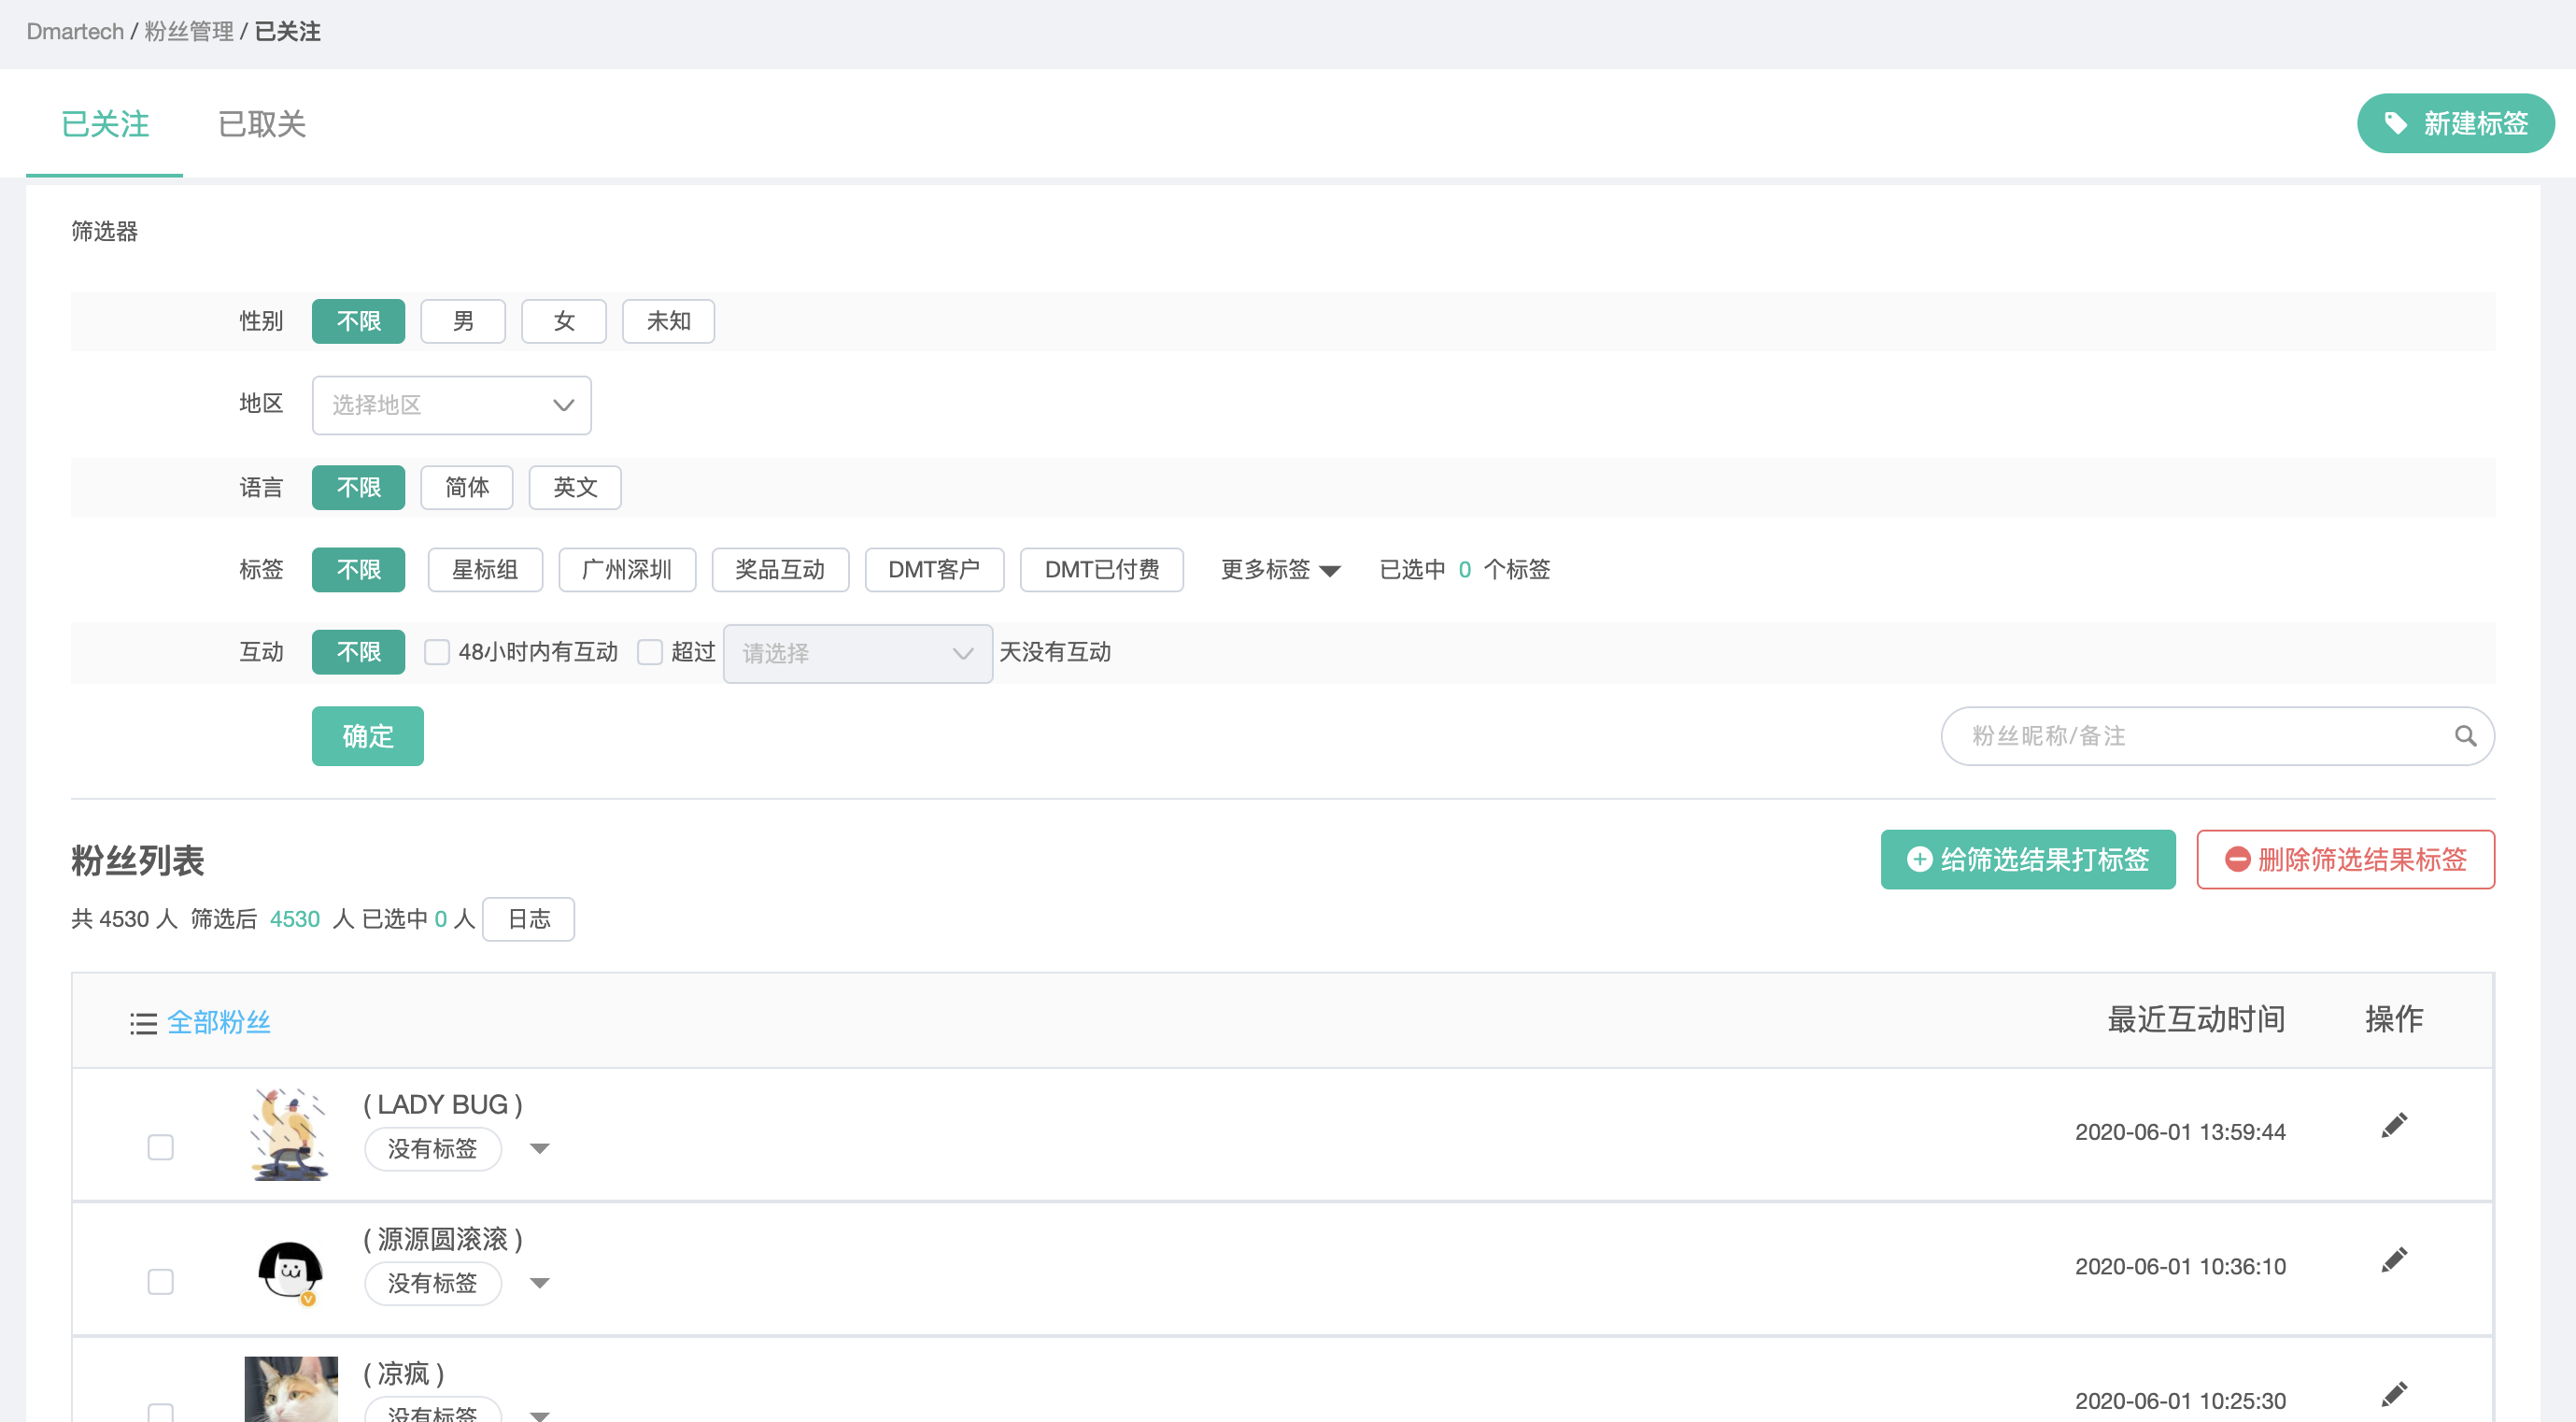 Dmartech / 粉丝管理 / 已关注
已关注 已取关 新建标签
筛选器
性别 不限 男 女 未知
地区 选择地区
语言 不限 简体 英文
标签 不限 星标组 广州深圳 奖品互动 DMT客户 DMT已付费 更多标签 已选中 0 个标签
互动 不限 48小时内有互动 超过 请选择 天没有互动
确定 粉丝昵称/备注
粉丝列表 给筛选结果打标签 删除筛选结果标签
共 4530 人 筛选后 4530 人 已选中 0 人 日志
全部粉丝 最近互动时间 操作
( LADY BUG )
没有标签 2020-06-01 13:59:44
( 源源圆滚滚 )
没有标签 2020-06-01 10:36:10
( 凉疯 )
没有标签 2020-06-01 10:25:30